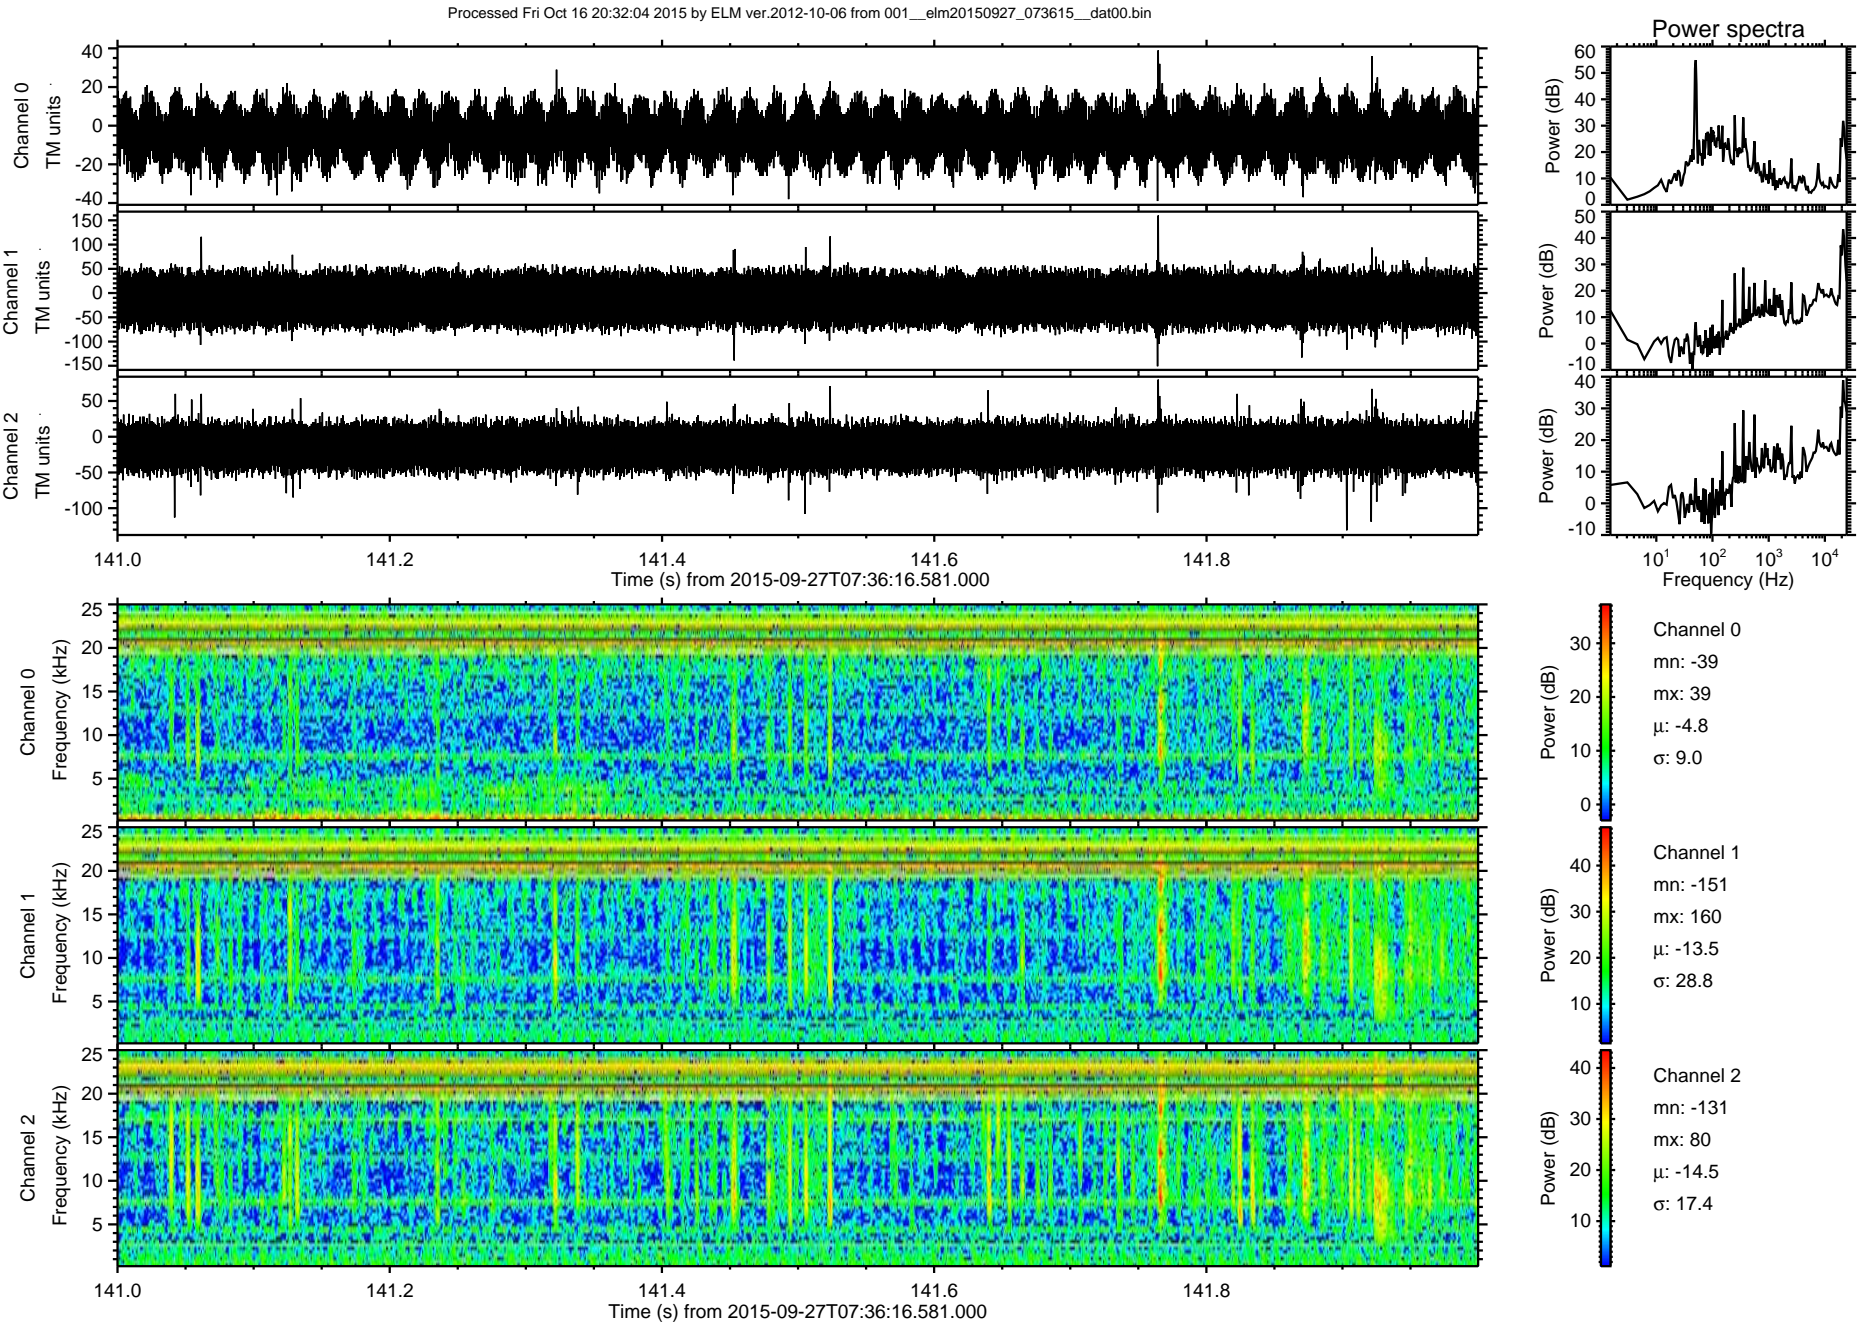 Processed Fri Oct 16 20:32:04 2015 by ELM ver.2012-10-06 from 001__elm20150927_073615__dat00.bin
Power spectra
Channel 0
TM units
40
20
0
-20
-40
Power (dB)
60
50
40
30
20
10
0
Channel 1
TM units
150
100
50
0
-50
-100
-150
Power (dB)
50
40
30
20
10
0
-10
Channel 2
TM units
50
0
-50
-100
Power (dB)
40
30
20
10
0
-10
141.0 141.2 141.4 141.6 141.8
Time (s) from 2015-09-27T07:36:16.581.000
10^1 10^2 10^3 10^4
Frequency (Hz)
Channel 0
Frequency (kHz)
25
20
15
10
5
Power (dB)
30
20
10
0
Channel 0
mn: -39
mx: 39
μ: -4.8
σ: 9.0
Channel 1
Frequency (kHz)
25
20
15
10
5
Power (dB)
40
30
20
10
Channel 1
mn: -151
mx: 160
μ: -13.5
σ: 28.8
Channel 2
Frequency (kHz)
25
20
15
10
5
Power (dB)
40
30
20
10
Channel 2
mn: -131
mx: 80
μ: -14.5
σ: 17.4
141.0 141.2 141.4 141.6 141.8
Time (s) from 2015-09-27T07:36:16.581.000